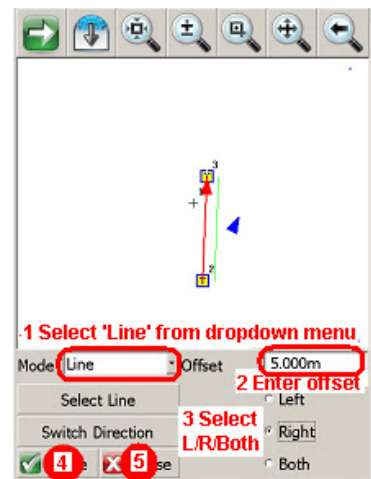 ±
3
1
2
1 Select 'Line' from dropdown menu
Mode Line Offset 5.000m
2 Enter offset
Select Line Left
3 Select
L/R/Both
Switch Direction Right
4 5 Both